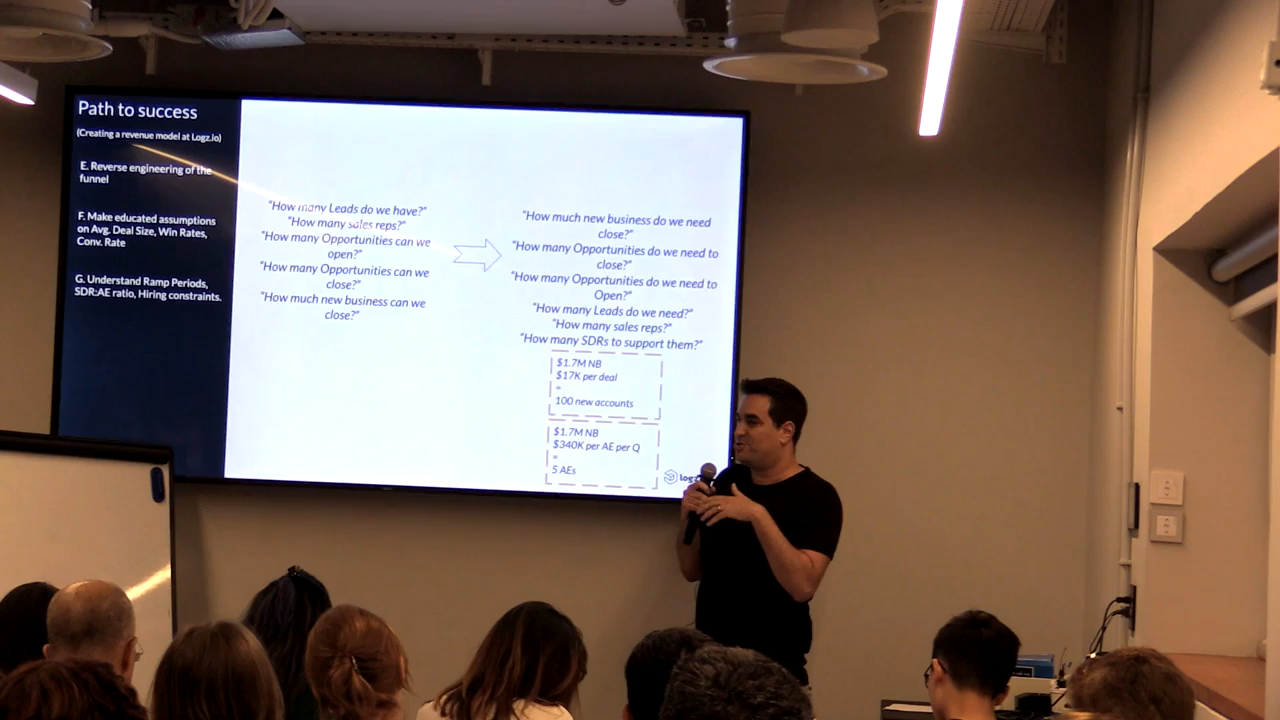 Path to success
(Creating a revenue model at Logz.io)
E. Reverse engineering of the
funnel
F. Make educated assumptions
on Avg. Deal Size, Win Rates,
Conv. Rate
G. Understand Ramp Periods,
SDR:AE ratio, Hiring constraints.
"How many Leads do we have?"
"How many sales reps?"
"How many Opportunities can we
open?"
"How many Opportunities can we
close?"
"How much new business can we
close?"
"How much new business do we need
close?"
"How many Opportunities do we need to
close?"
"How many Opportunities do we need to
Open?"
"How many Leads do we need?"
"How many sales reps?"
"How many SDRs to support them?"
$1.7M NB
$17K per deal
=
100 new accounts
$1.7M NB
$340K per AE per Q
=
5 AEs